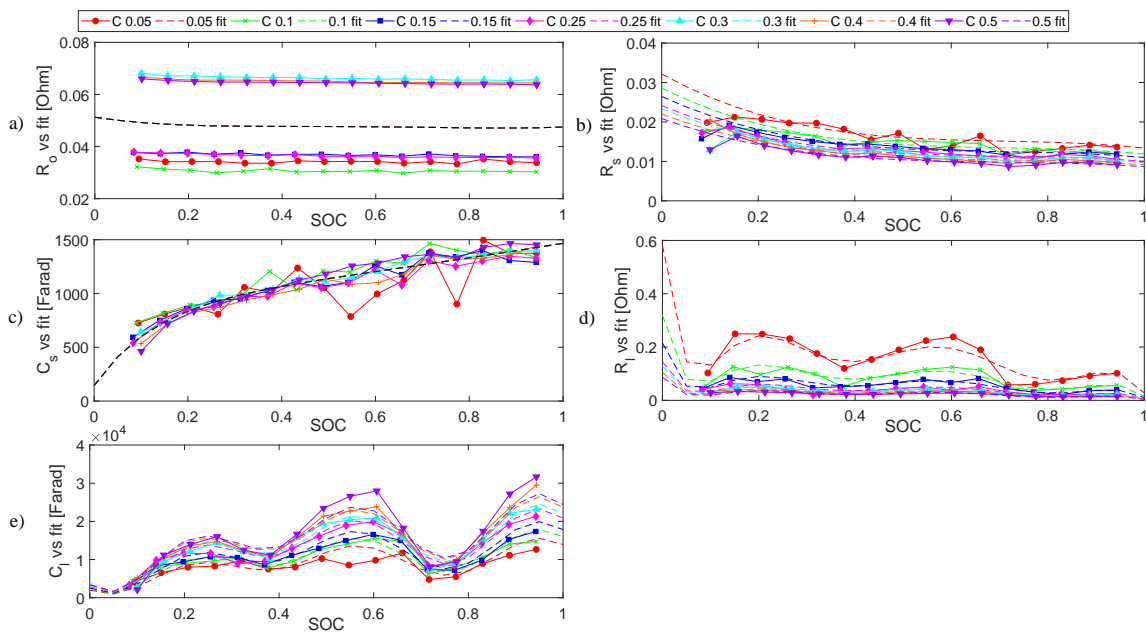 C 0.05 0.05 fit C 0.1 0.1 fit C 0.15 0.15 fit C 0.25 0.25 fit C 0.3 0.3 fit C 0.4 0.4 fit C 0.5 0.5 fit
a)
R_o vs fit [Ohm]
0.08
0.06
0.04
0.02
0 0.2 0.4 0.6 0.8 1
SOC
b)
R_s vs fit [Ohm]
0.04
0.03
0.02
0.01
0
0 0.2 0.4 0.6 0.8 1
SOC
c)
C_s vs fit [Farad]
1500
1000
500
0
0 0.2 0.4 0.6 0.8 1
SOC
d)
R_l vs fit [Ohm]
0.6
0.4
0.2
0
0 0.2 0.4 0.6 0.8 1
SOC
e)
C_l vs fit [Farad]
×10^4
4
3
2
1
0
0 0.2 0.4 0.6 0.8 1
SOC